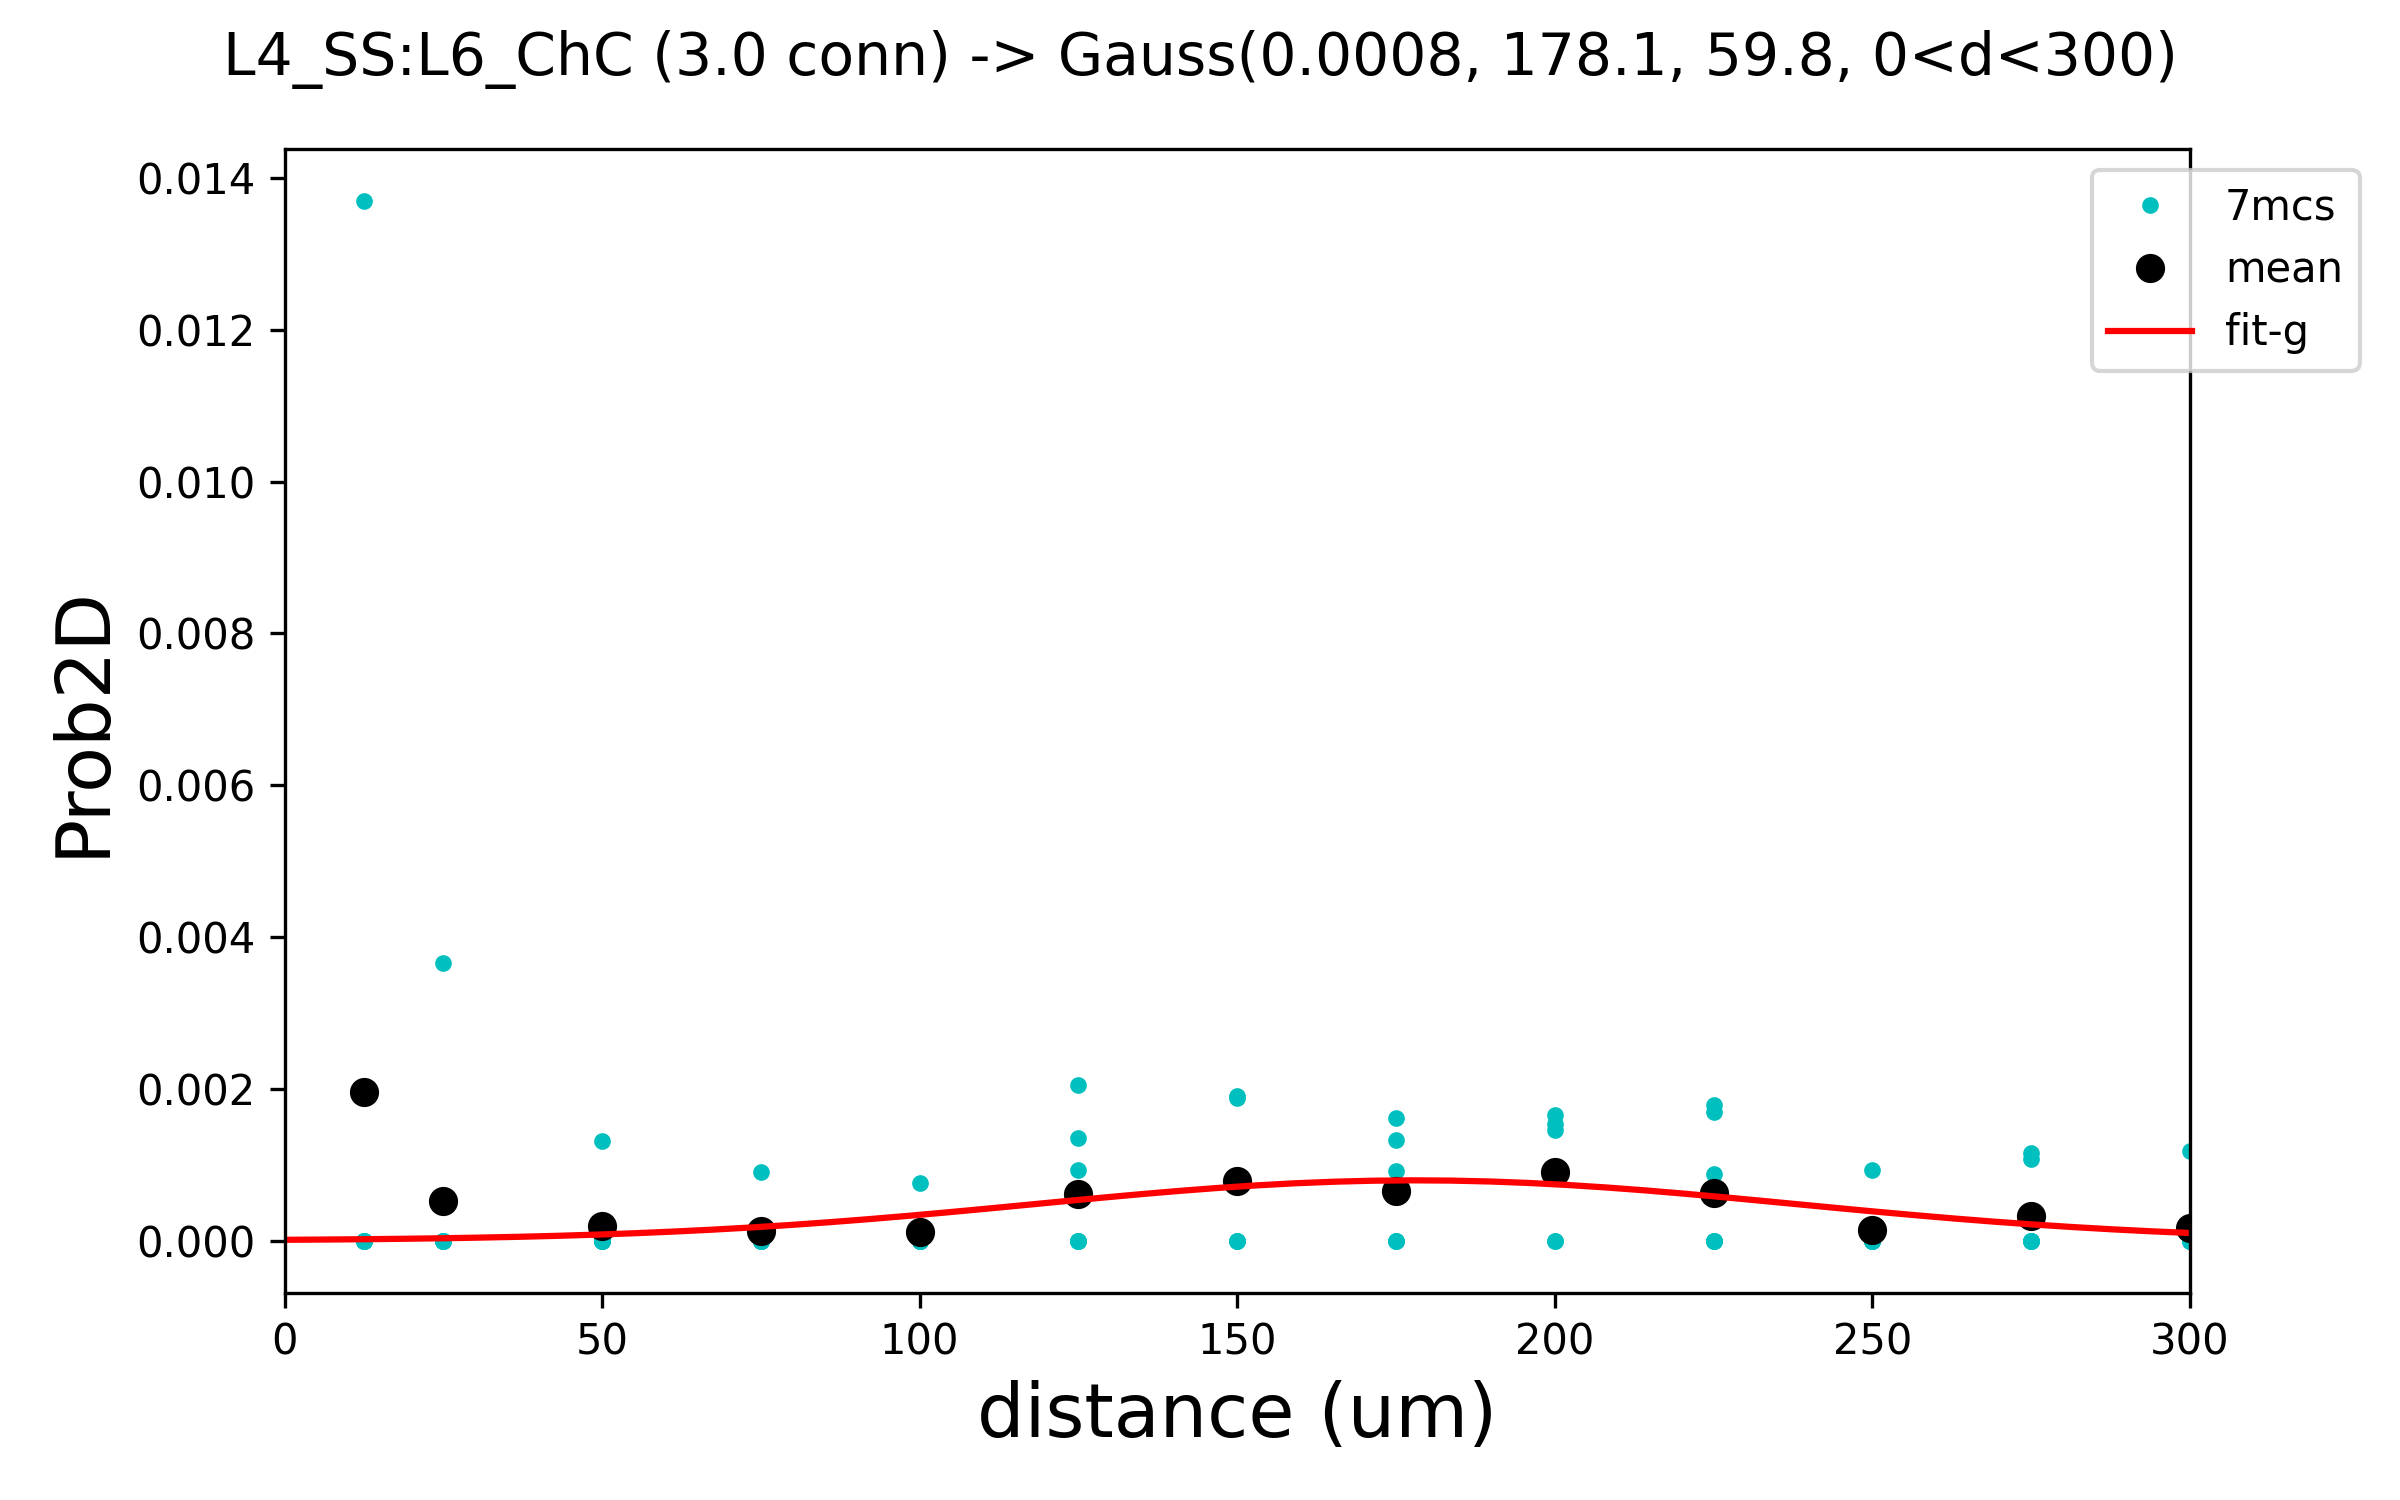 L4_SS:L6_ChC (3.0 conn) -> Gauss(0.0008, 178.1, 59.8, 0<d<300)
7mcs
mean
fit-g
Prob2D
0.014
0.012
0.010
0.008
0.006
0.004
0.002
0.000
0 50 100 150 200 250 300
distance (um)